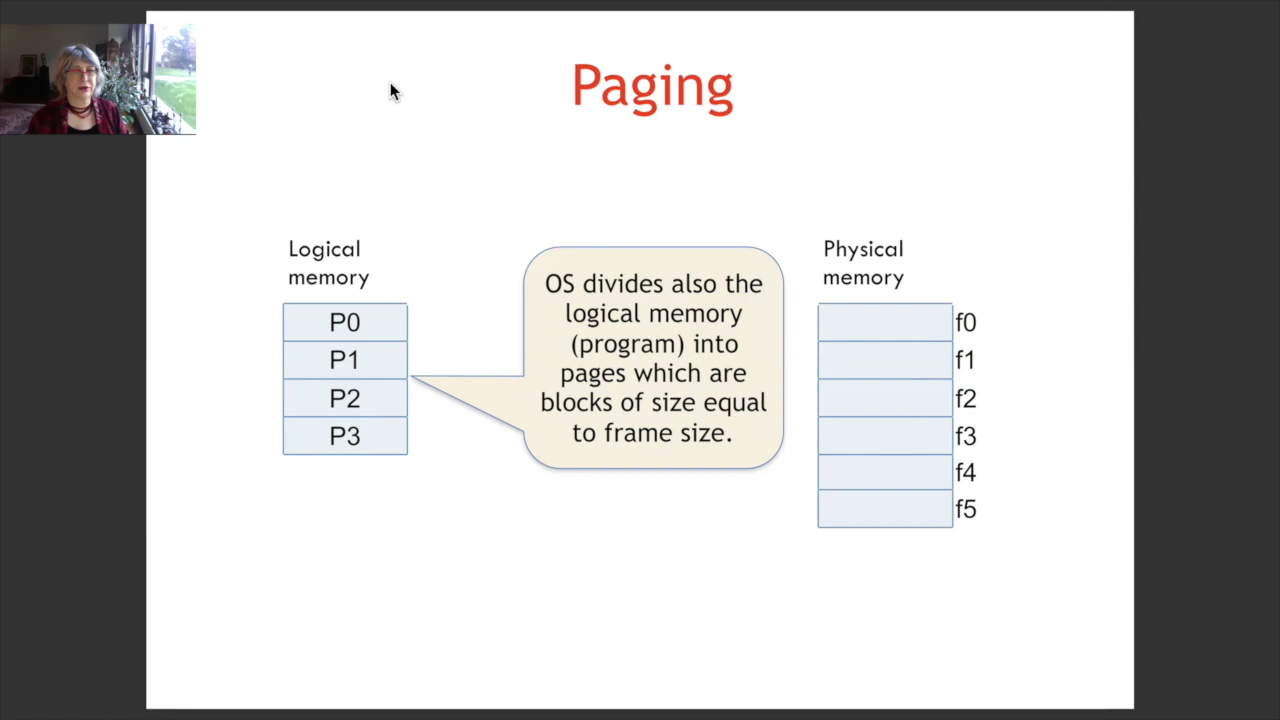 Paging
Logical
memory
P0
P1
P2
P3
OS divides also the
logical memory
(program) into
pages which are
blocks of size equal
to frame size.
Physical
memory
f0
f1
f2
f3
f4
f5